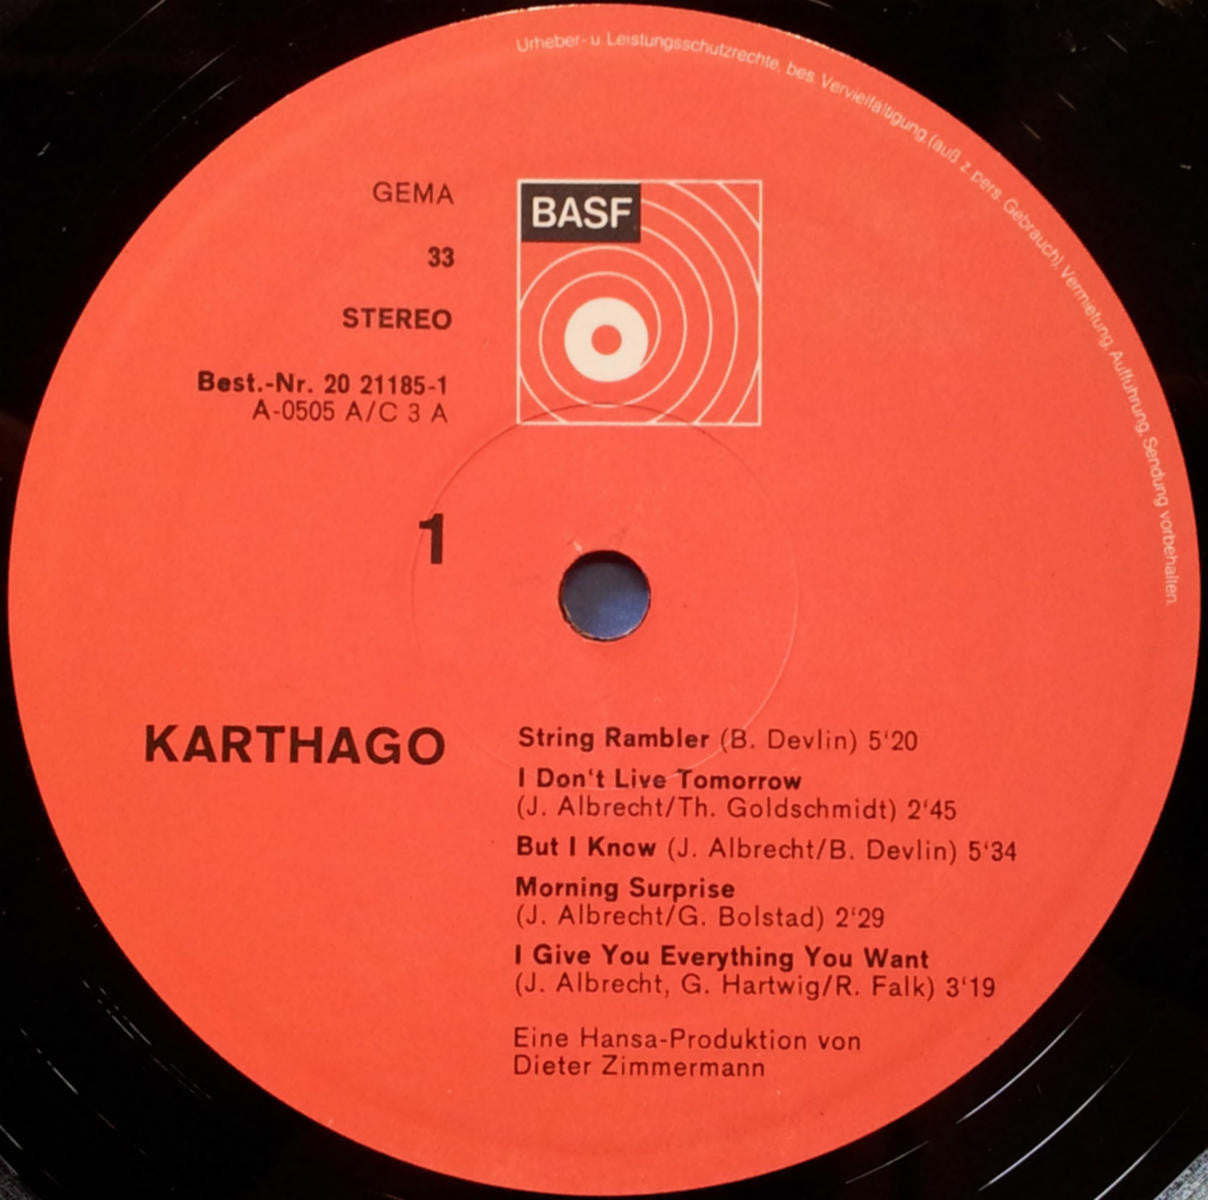 Urheber- u. Leistungsschutzrechte, bes. Vervielfältigung (auß. z. pers. Gebrauch), Vermietung, Aufführung, Sendung vorbehalten.
GEMA
BASF
33
STEREO
Best.-Nr. 20 21185-1
A-0505 A/C 3 A
1
KARTHAGO
String Rambler (B. Devlin) 5'20
I Don't Live Tomorrow
(J. Albrecht/Th. Goldschmidt) 2'45
But I Know (J. Albrecht/B. Devlin) 5'34
Morning Surprise
(J. Albrecht/G. Bolstad) 2'29
I Give You Everything You Want
(J. Albrecht, G. Hartwig/R. Falk) 3'19
Eine Hansa-Produktion von
Dieter Zimmermann